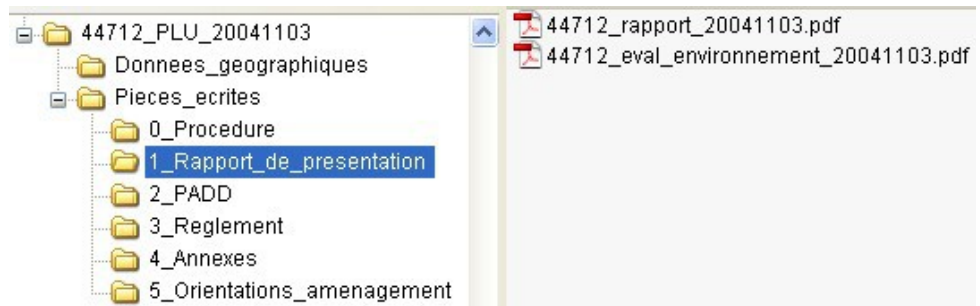 44712_PLU_20041103
Donnees_geographiques
Pieces_ecrites
0_Procedure
1_Rapport_de_presentation
2_PADD
3_Reglement
4_Annexes
5_Orientations_amenagement
44712_rapport_20041103.pdf
44712_eval_environnement_20041103.pdf